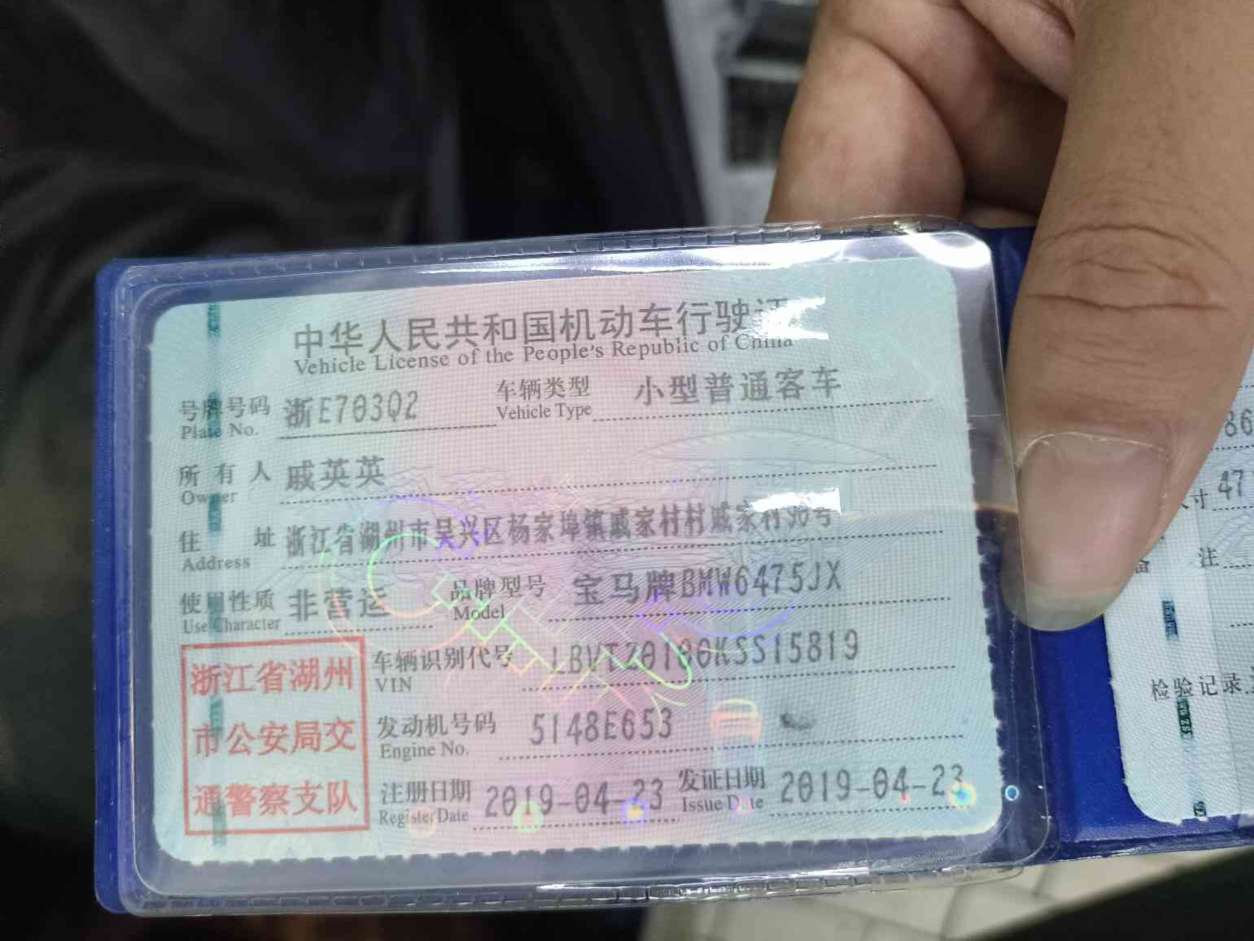 中华人民共和国机动车行驶证
Vehicle License of the People's Republic of China
号牌号码 浙E703Q2 车辆类型 小型普通客车
Plate No. Vehicle Type
所有人 戚英英
Owner
住址 浙江省湖州市吴兴区杨家埠镇戚家村村戚家村
Address
使用性质 非营运 品牌型号 宝马牌BMW6475JX
Use Character Model
浙江省湖州
市公安局交
通警察支队
车辆识别代号
VIN
发动机号码 5148E653
Engine No.
注册日期 2019-04-23 发证日期 2019-04-23
Register Date Issue Date
86
寸 47
注
检验记录